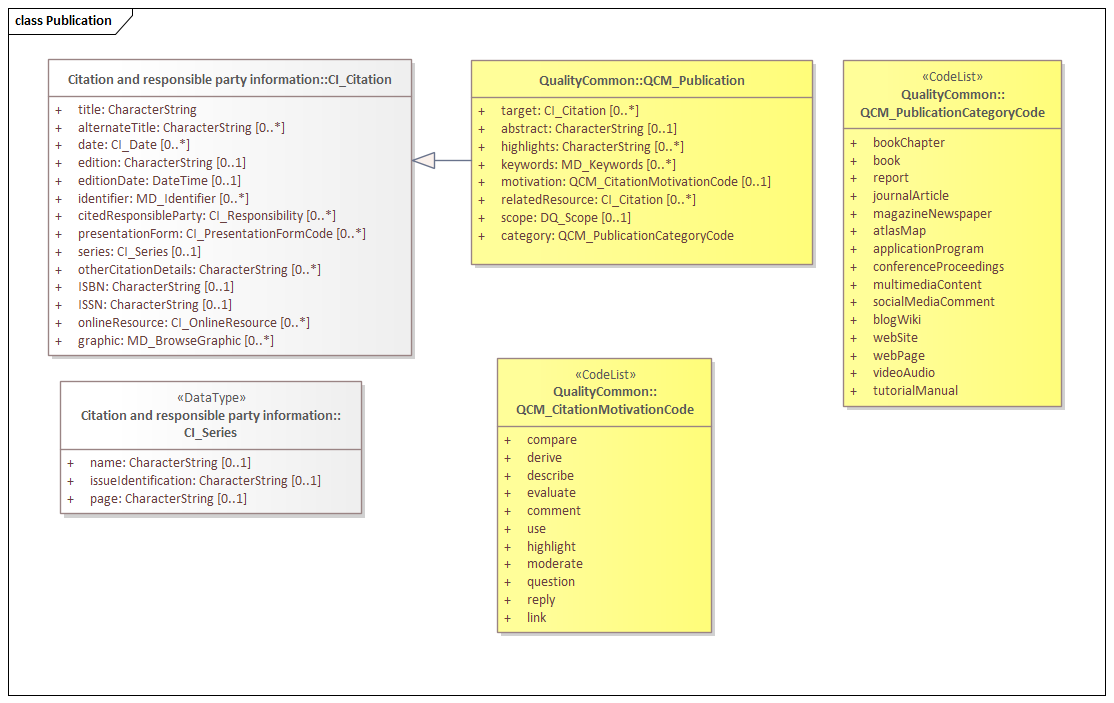 class Publication
Citation and responsible party information::CI_Citation
+ title: CharacterString
+ alternateTitle: CharacterString [0..*]
+ date: CI_Date [0..*]
+ edition: CharacterString [0..1]
+ editionDate: DateTime [0..1]
+ identifier: MD_Identifier [0..*]
+ citedResponsibleParty: CI_Responsibility [0..*]
+ presentationForm: CI_PresentationFormCode [0..*]
+ series: CI_Series [0..1]
+ otherCitationDetails: CharacterString [0..*]
+ ISBN: CharacterString [0..1]
+ ISSN: CharacterString [0..1]
+ onlineResource: CI_OnlineResource [0..*]
+ graphic: MD_BrowseGraphic [0..*]
QualityCommon::QCM_Publication
+ target: CI_Citation [0..*]
+ abstract: CharacterString [0..1]
+ highlights: CharacterString [0..*]
+ keywords: MD_Keywords [0..*]
+ motivation: QCM_CitationMotivationCode [0..1]
+ relatedResource: CI_Citation [0..*]
+ scope: DQ_Scope [0..1]
+ category: QCM_PublicationCategoryCode
«CodeList»
QualityCommon::
QCM_PublicationCategoryCode
+ bookChapter
+ book
+ report
+ journalArticle
+ magazineNewspaper
+ atlasMap
+ applicationProgram
+ conferenceProceedings
+ multimediaContent
+ socialMediaComment
+ blogWiki
+ webSite
+ webPage
+ videoAudio
+ tutorialManual
«DataType»
Citation and responsible party information::
CI_Series
+ name: CharacterString [0..1]
+ issueIdentification: CharacterString [0..1]
+ page: CharacterString [0..1]
«CodeList»
QualityCommon::
QCM_CitationMotivationCode
+ compare
+ derive
+ describe
+ evaluate
+ comment
+ use
+ highlight
+ moderate
+ question
+ reply
+ link